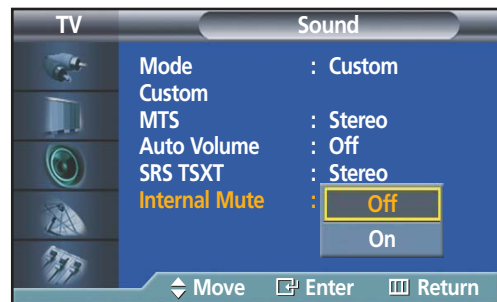 TV Sound
Mode : Custom
Custom
MTS : Stereo
Auto Volume : Off
SRS TSXT : Stereo
Internal Mute : Off
On
Move Enter Return